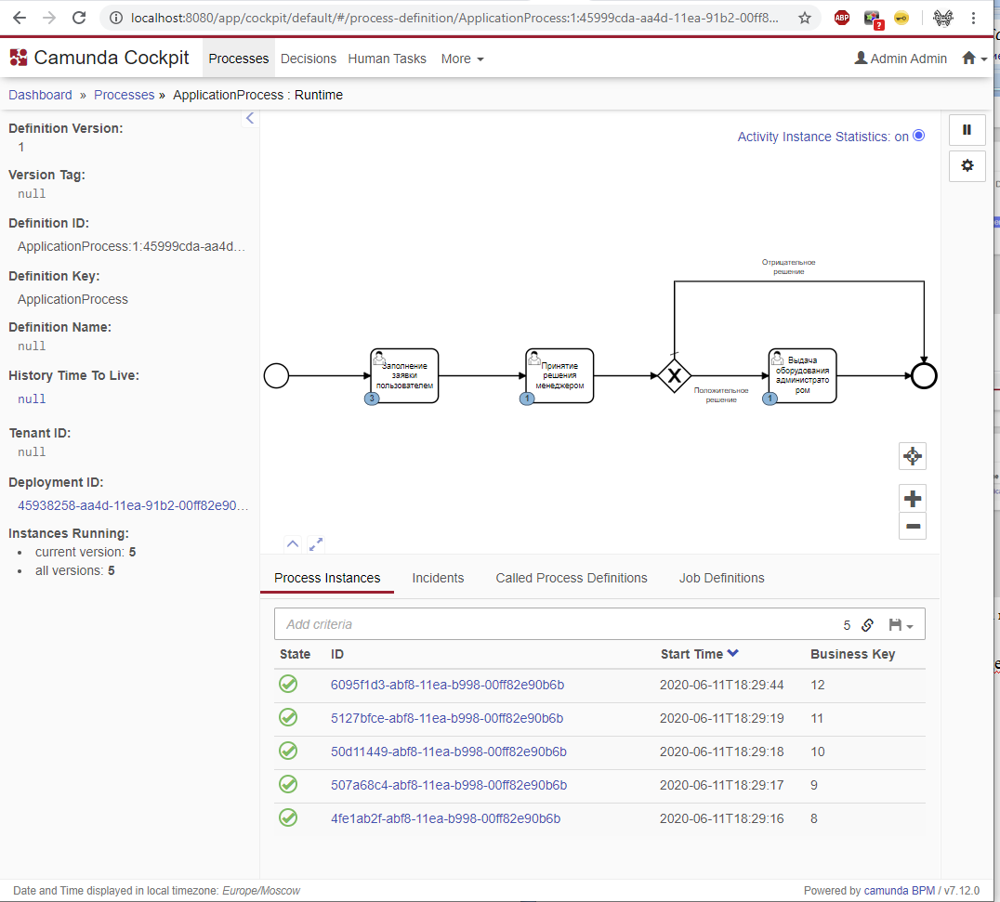 localhost:8080/app/cockpit/default/#/process-definition/ApplicationProcess:1:45999cda-aa4d-11ea-91b2-00ff8...
ABP
?
Camunda Cockpit
Processes
Decisions
Human Tasks
More
Admin Admin
Dashboard » Processes » ApplicationProcess : Runtime
Definition Version:
1
Version Tag:
null
Definition ID:
ApplicationProcess:1:45999cda-aa4d...
Definition Key:
ApplicationProcess
Definition Name:
null
History Time To Live:
null
Tenant ID:
null
Deployment ID:
45938258-aa4d-11ea-91b2-00ff82e90...
Instances Running:
• current version: 5
• all versions: 5
Activity Instance Statistics: on
Отрицательное
решение
Заполнение
заявки
пользователем
3
Принятие
решения
менеджером
1
X
Положительное
решение
Выдача
оборудования
администрато
ром
1
Process Instances
Incidents
Called Process Definitions
Job Definitions
Add criteria
5
State ID Start Time Business Key
6095f1d3-abf8-11ea-b998-00ff82e90b6b 2020-06-11T18:29:44 12
5127bfce-abf8-11ea-b998-00ff82e90b6b 2020-06-11T18:29:19 11
50d11449-abf8-11ea-b998-00ff82e90b6b 2020-06-11T18:29:18 10
507a68c4-abf8-11ea-b998-00ff82e90b6b 2020-06-11T18:29:17 9
4fe1ab2f-abf8-11ea-b998-00ff82e90b6b 2020-06-11T18:29:16 8
Date and Time displayed in local timezone: Europe/Moscow
Powered by camunda BPM / v7.12.0